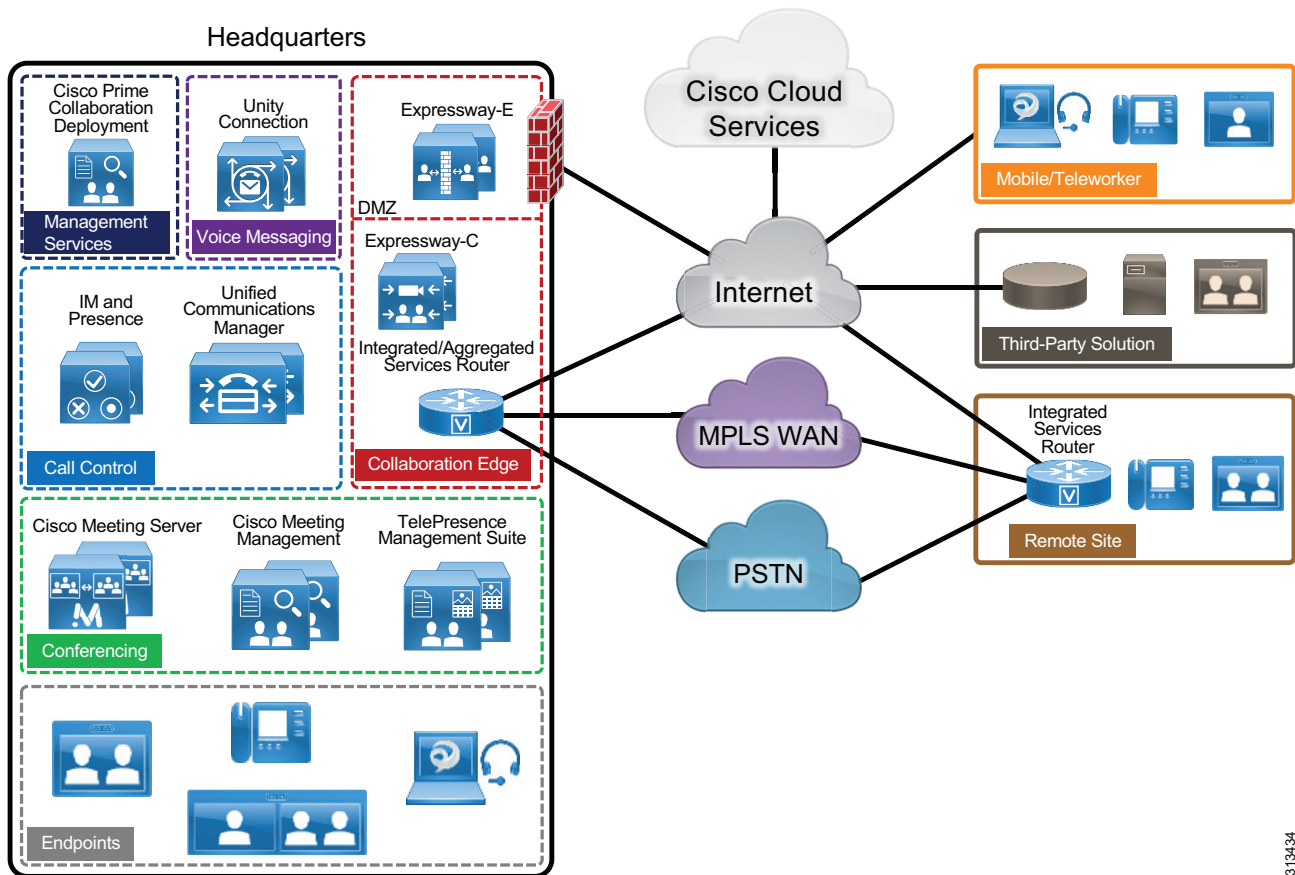 Headquarters
Cisco Prime
Collaboration
Deployment
Management
Services
Unity
Connection
Voice Messaging
Expressway-E
DMZ
Expressway-C
Integrated/Aggregated
Services Router
V
Collaboration Edge
IM and
Presence
Unified
Communications
Manager
Call Control
Cisco Meeting Server
Cisco Meeting
Management
TelePresence
Management Suite
Conferencing
Endpoints
Cisco Cloud
Services
Internet
MPLS WAN
PSTN
Mobile/Teleworker
Third-Party Solution
Integrated
Services
Router
V
Remote Site
313434